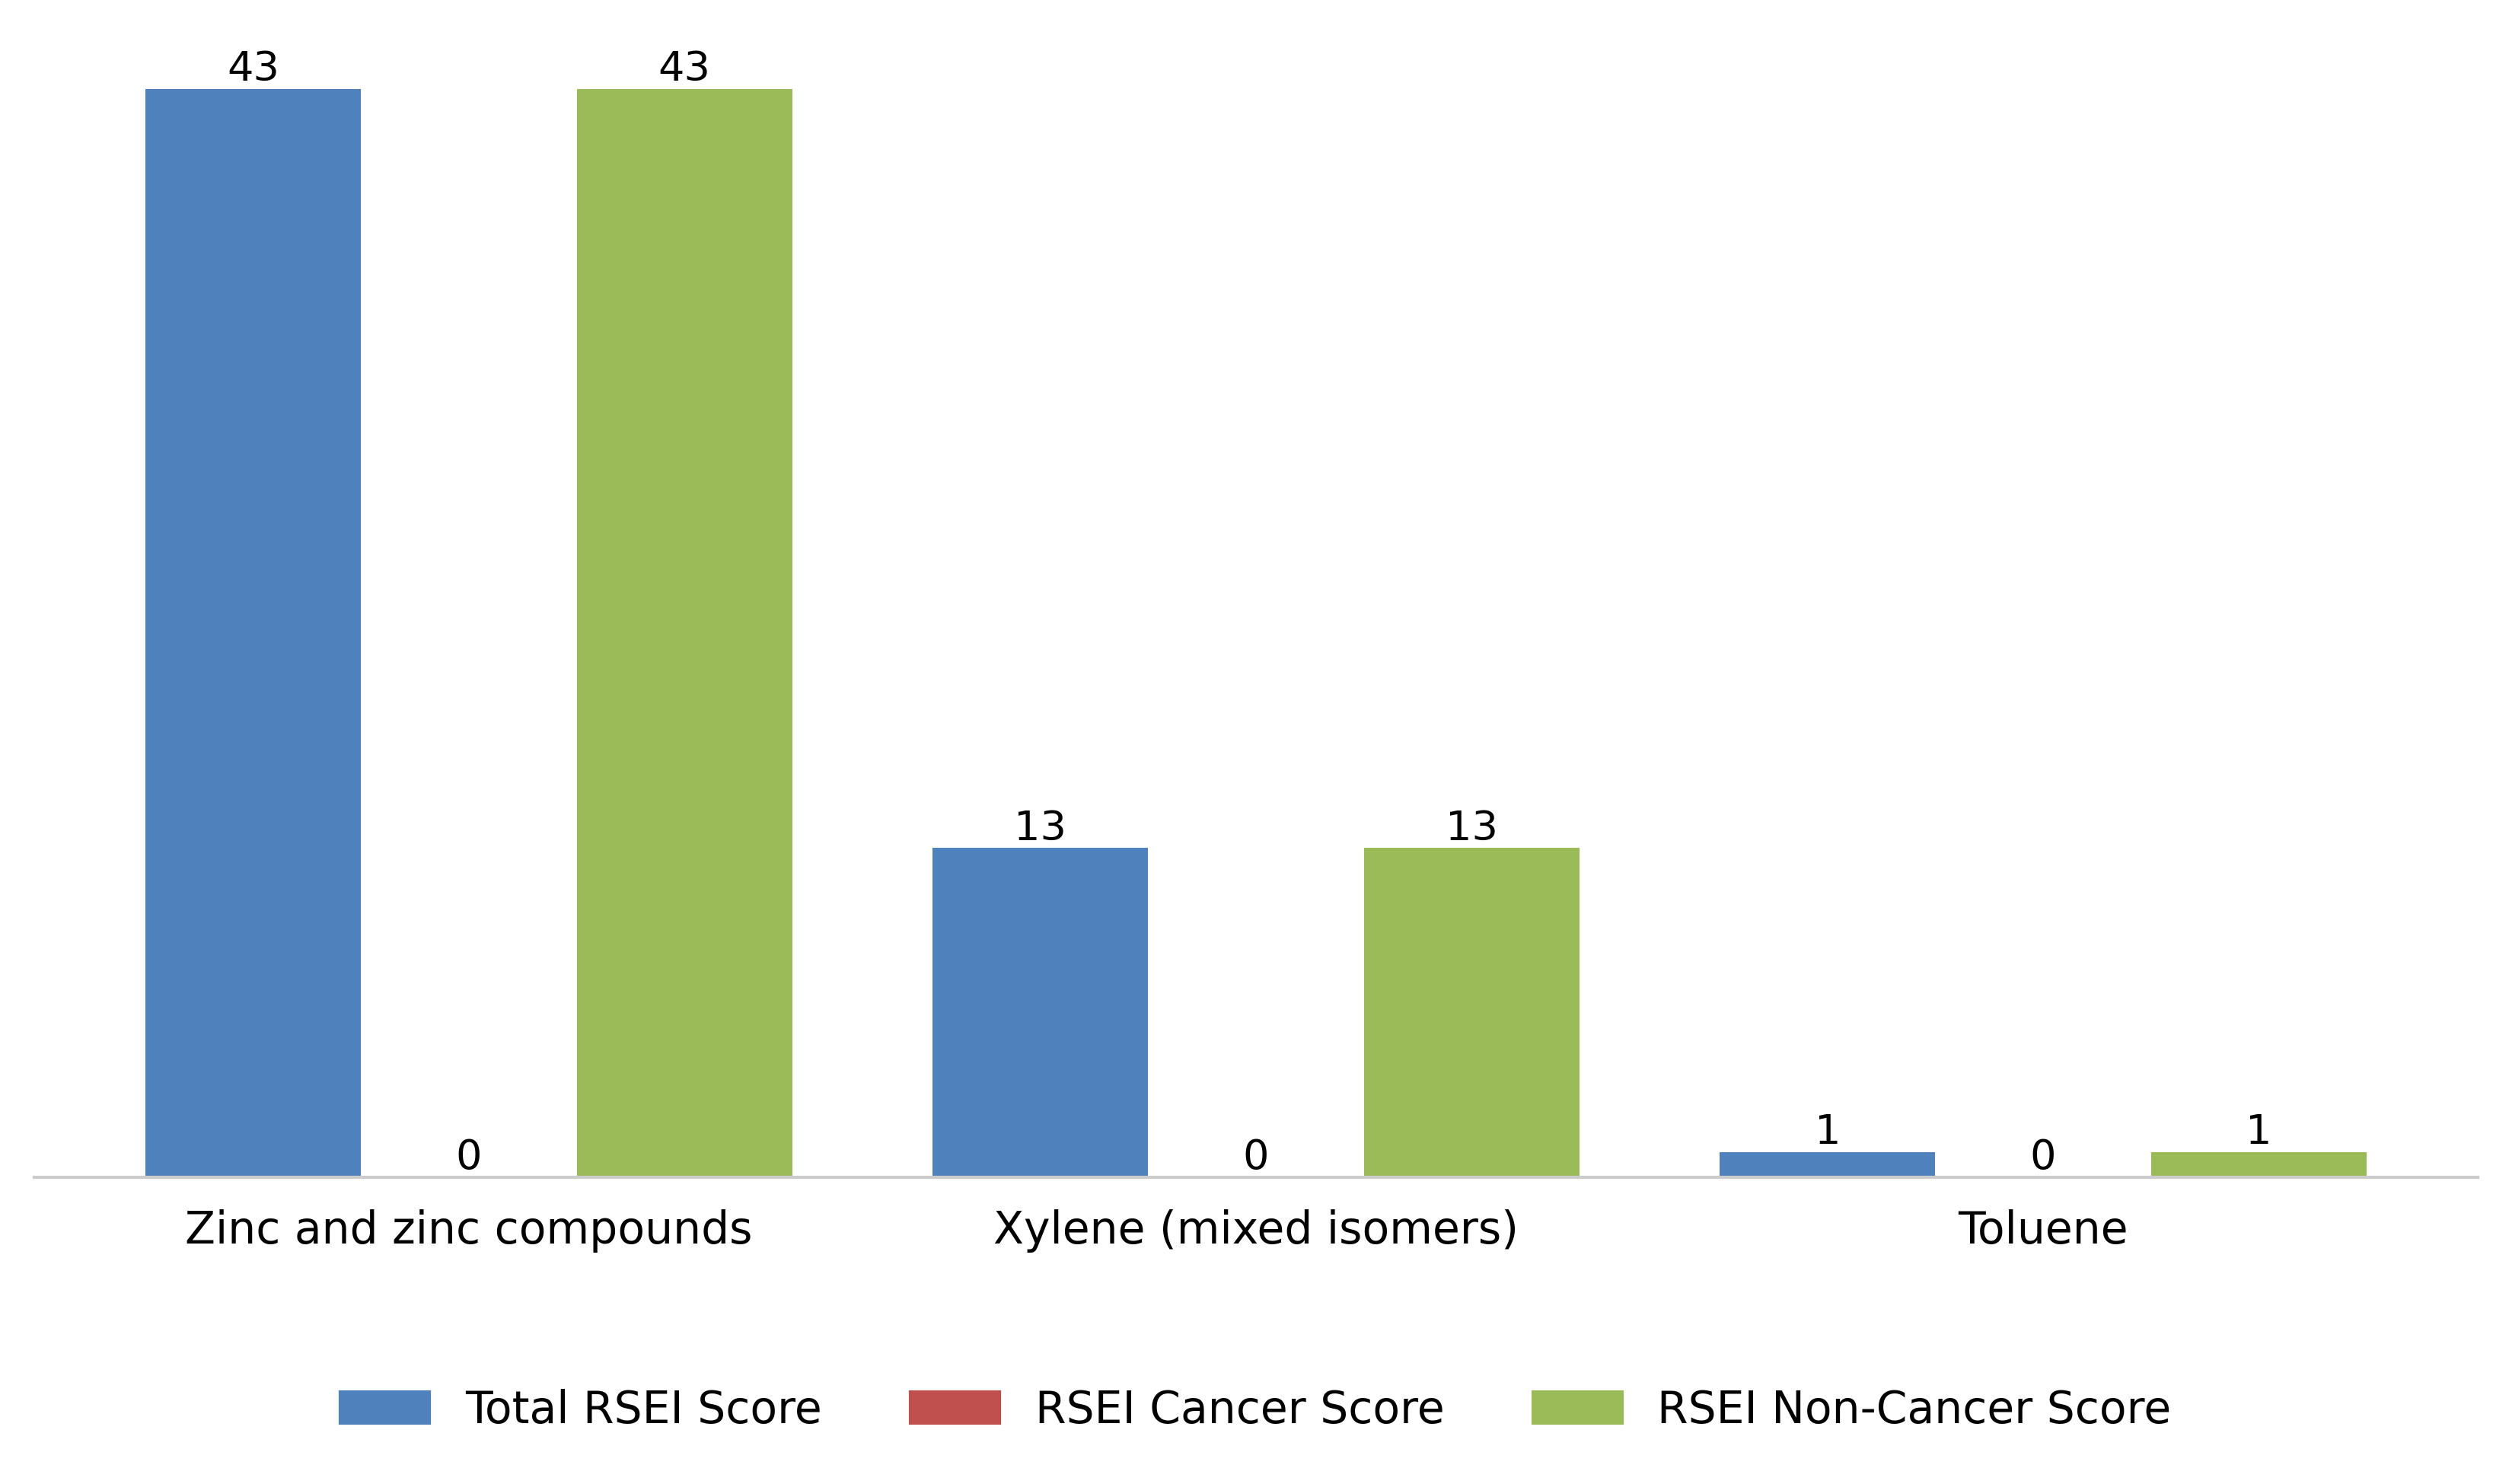 43 43
13 13
1 1
0 0 0
Zinc and zinc compounds Xylene (mixed isomers) Toluene
Total RSEI Score RSEI Cancer Score RSEI Non-Cancer Score